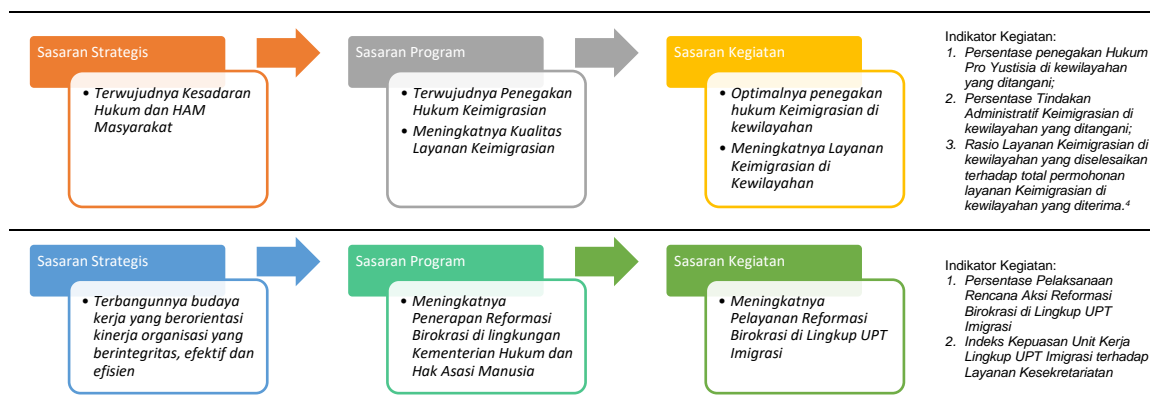 Sasaran Strategis
• Terwujudnya Kesadaran
Hukum dan HAM
Masyarakat
Sasaran Program
• Terwujudnya Penegakan
Hukum Keimigrasian
• Meningkatnya Kualitas
Layanan Keimigrasian
Sasaran Kegiatan
• Optimalnya penegakan
hukum Keimigrasian di
kewilayahan
• Meningkatnya Layanan
Keimigrasian di
Kewilayahan
Indikator Kegiatan:
1. Persentase penegakan Hukum
Pro Yustisia di kewilayahan
yang ditangani;
2. Persentase Tindakan
Administratif Keimigrasian di
kewilayahan yang ditangani;
3. Rasio Layanan Keimigrasian di
kewilayahan yang diselesaikan
terhadap total permohonan
layanan Keimigrasian di
kewilayahan yang diterima.⁴
Sasaran Strategis
• Terbangunnya budaya
kerja yang berorientasi
kinerja organisasi yang
berintegritas, efektif dan
efisien
Sasaran Program
• Meningkatnya
Penerapan Reformasi
Birokrasi di lingkungan
Kementerian Hukum dan
Hak Asasi Manusia
Sasaran Kegiatan
• Meningkatnya
Pelayanan Reformasi
Birokrasi di Lingkup UPT
Imigrasi
Indikator Kegiatan:
1. Persentase Pelaksanaan
Rencana Aksi Reformasi
Birokrasi di Lingkup UPT
Imigrasi
2. Indeks Kepuasan Unit Kerja
Lingkup UPT Imigrasi terhadap
Layanan Kesekretariatan